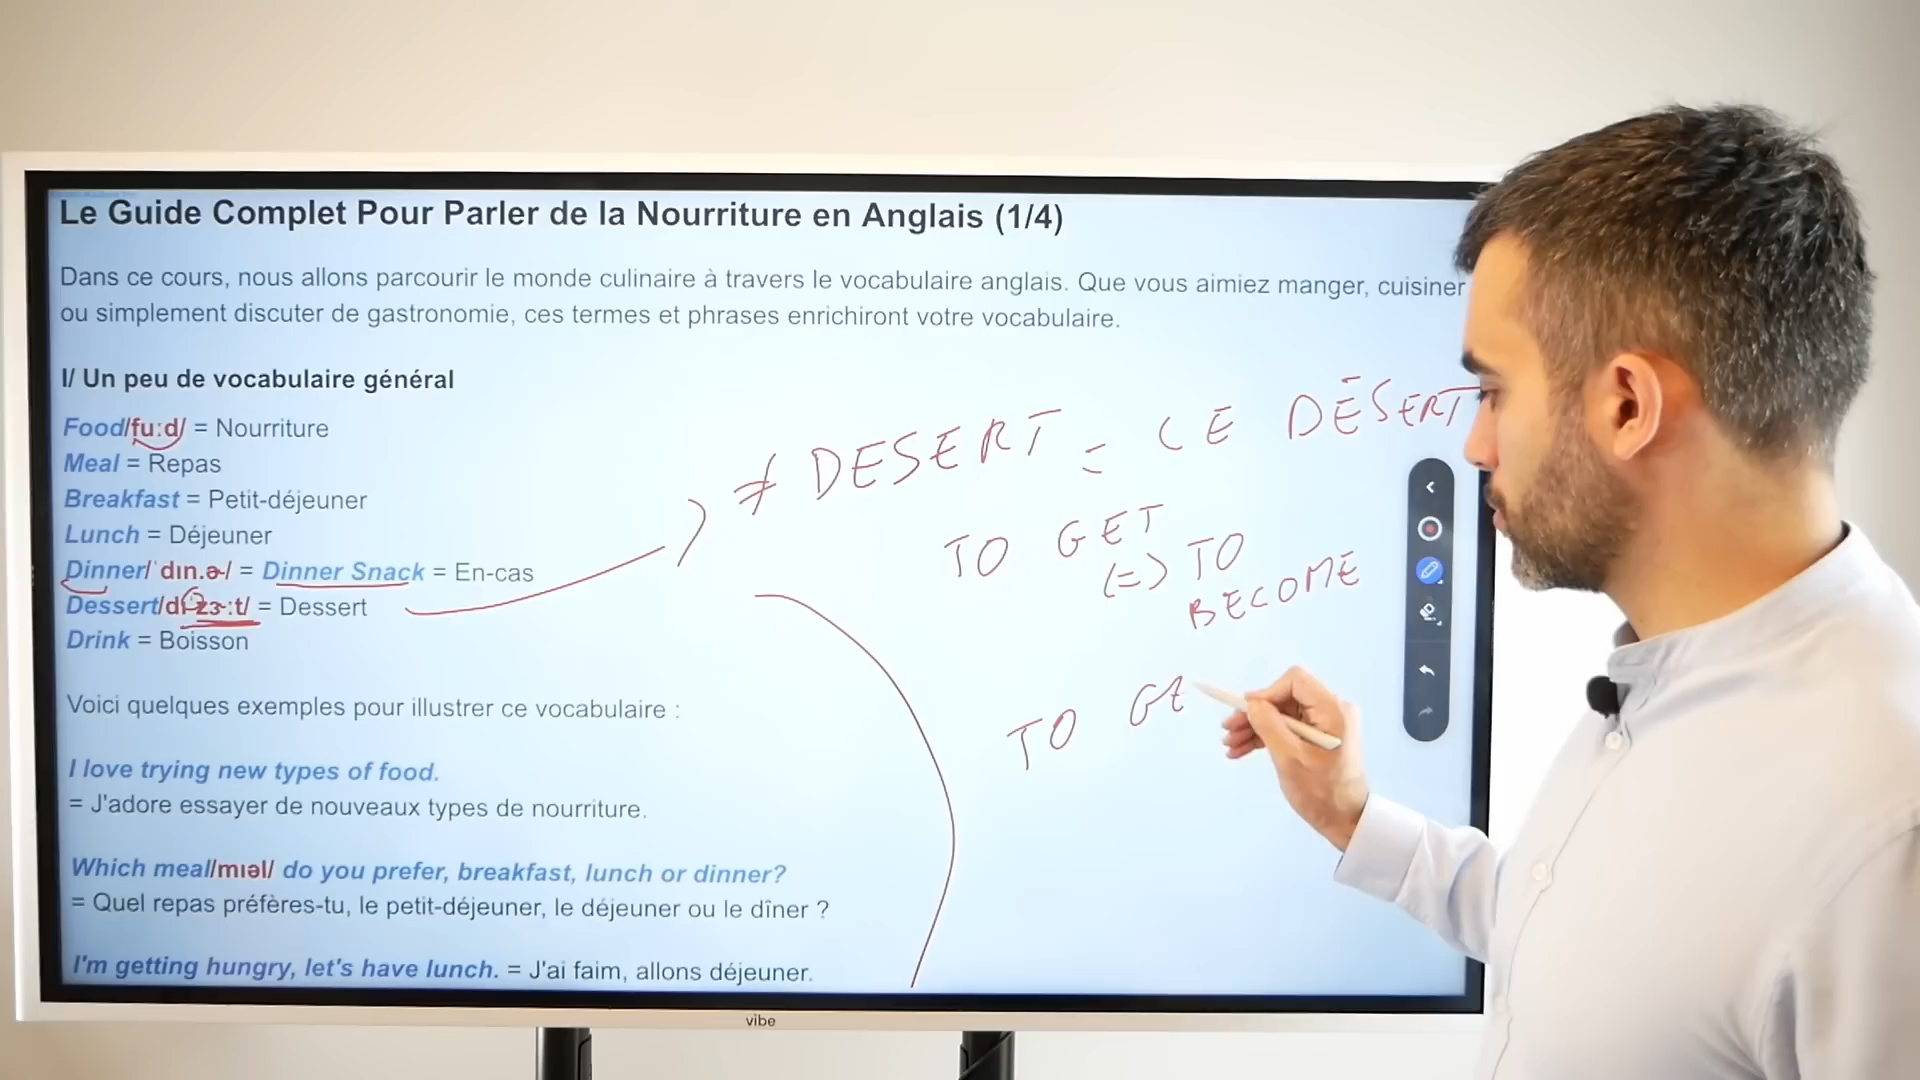 Le Guide Complet Pour Parler de la Nourriture en Anglais (1/4)
Dans ce cours, nous allons parcourir le monde culinaire à travers le vocabulaire anglais. Que vous aimiez manger, cuisiner
ou simplement discuter de gastronomie, ces termes et phrases enrichiront votre vocabulaire.
I/ Un peu de vocabulaire général
Food/fuːd/ = Nourriture
Meal = Repas
Breakfast = Petit-déjeuner
Lunch = Déjeuner
Dinner/ˈdɪn.ɚ/ = Dinner Snack = En-cas
Dessert/dɪˈzɝːt/ = Dessert
Drink = Boisson
≠ DESERT = LE DÉSERT
TO GET
(=) TO
BECOME
TO GE
Voici quelques exemples pour illustrer ce vocabulaire :
I love trying new types of food.
= J'adore essayer de nouveaux types de nourriture.
Which meal/mɪəl/ do you prefer, breakfast, lunch or dinner?
= Quel repas préfères-tu, le petit-déjeuner, le déjeuner ou le dîner ?
I'm getting hungry, let's have lunch. = J'ai faim, allons déjeuner.
vibe